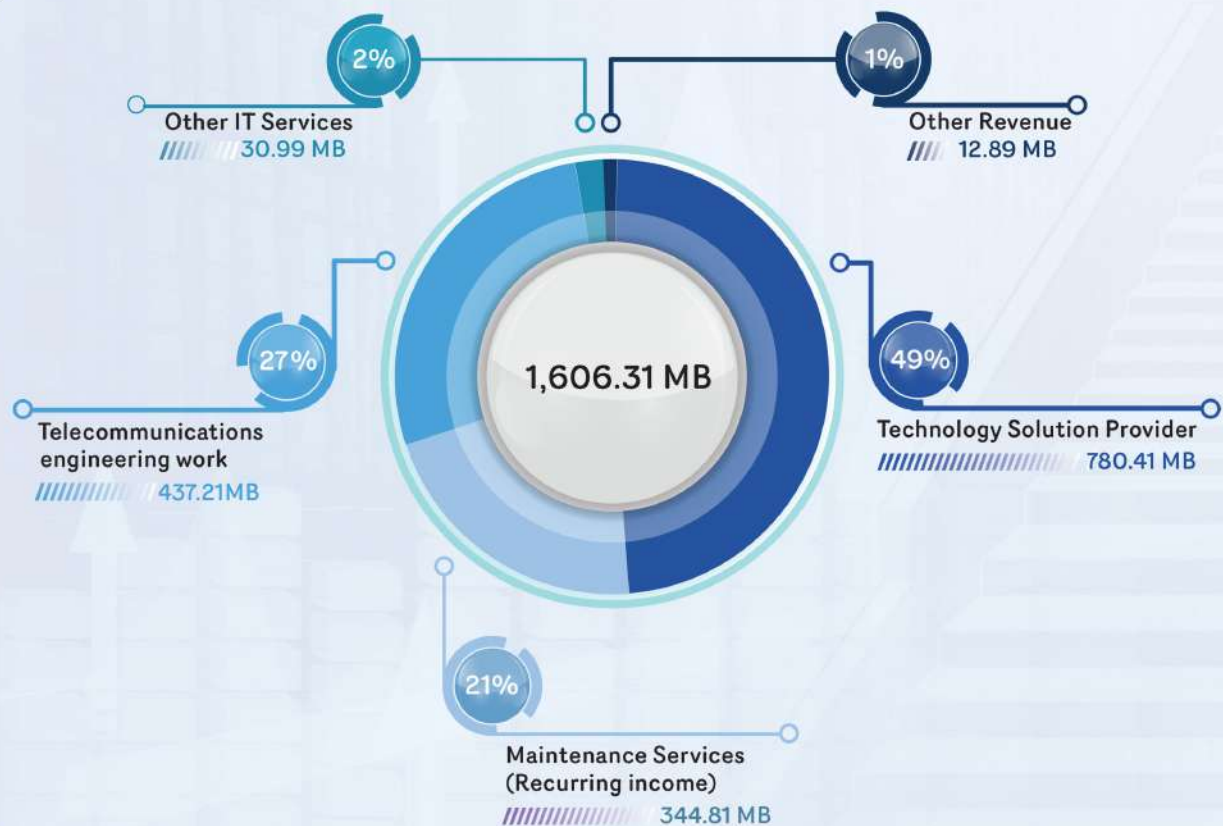 2%
Other IT Services
30.99 MB
1%
Other Revenue
12.89 MB
27%
Telecommunications
engineering work
437.21MB
1,606.31 MB
49%
Technology Solution Provider
780.41 MB
21%
Maintenance Services
(Recurring income)
344.81 MB